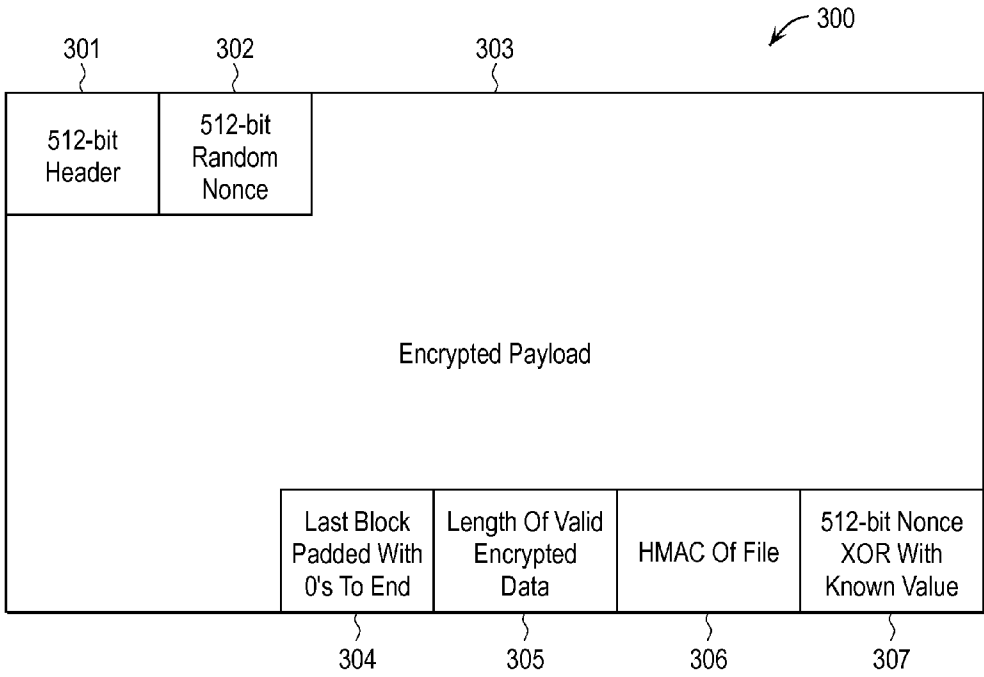 300
301
302
303
512-bit
Header
512-bit
Random
Nonce
Encrypted Payload
Last Block
Padded With
0's To End
Length Of Valid
Encrypted
Data
HMAC Of File
512-bit Nonce
XOR With
Known Value
304
305
306
307